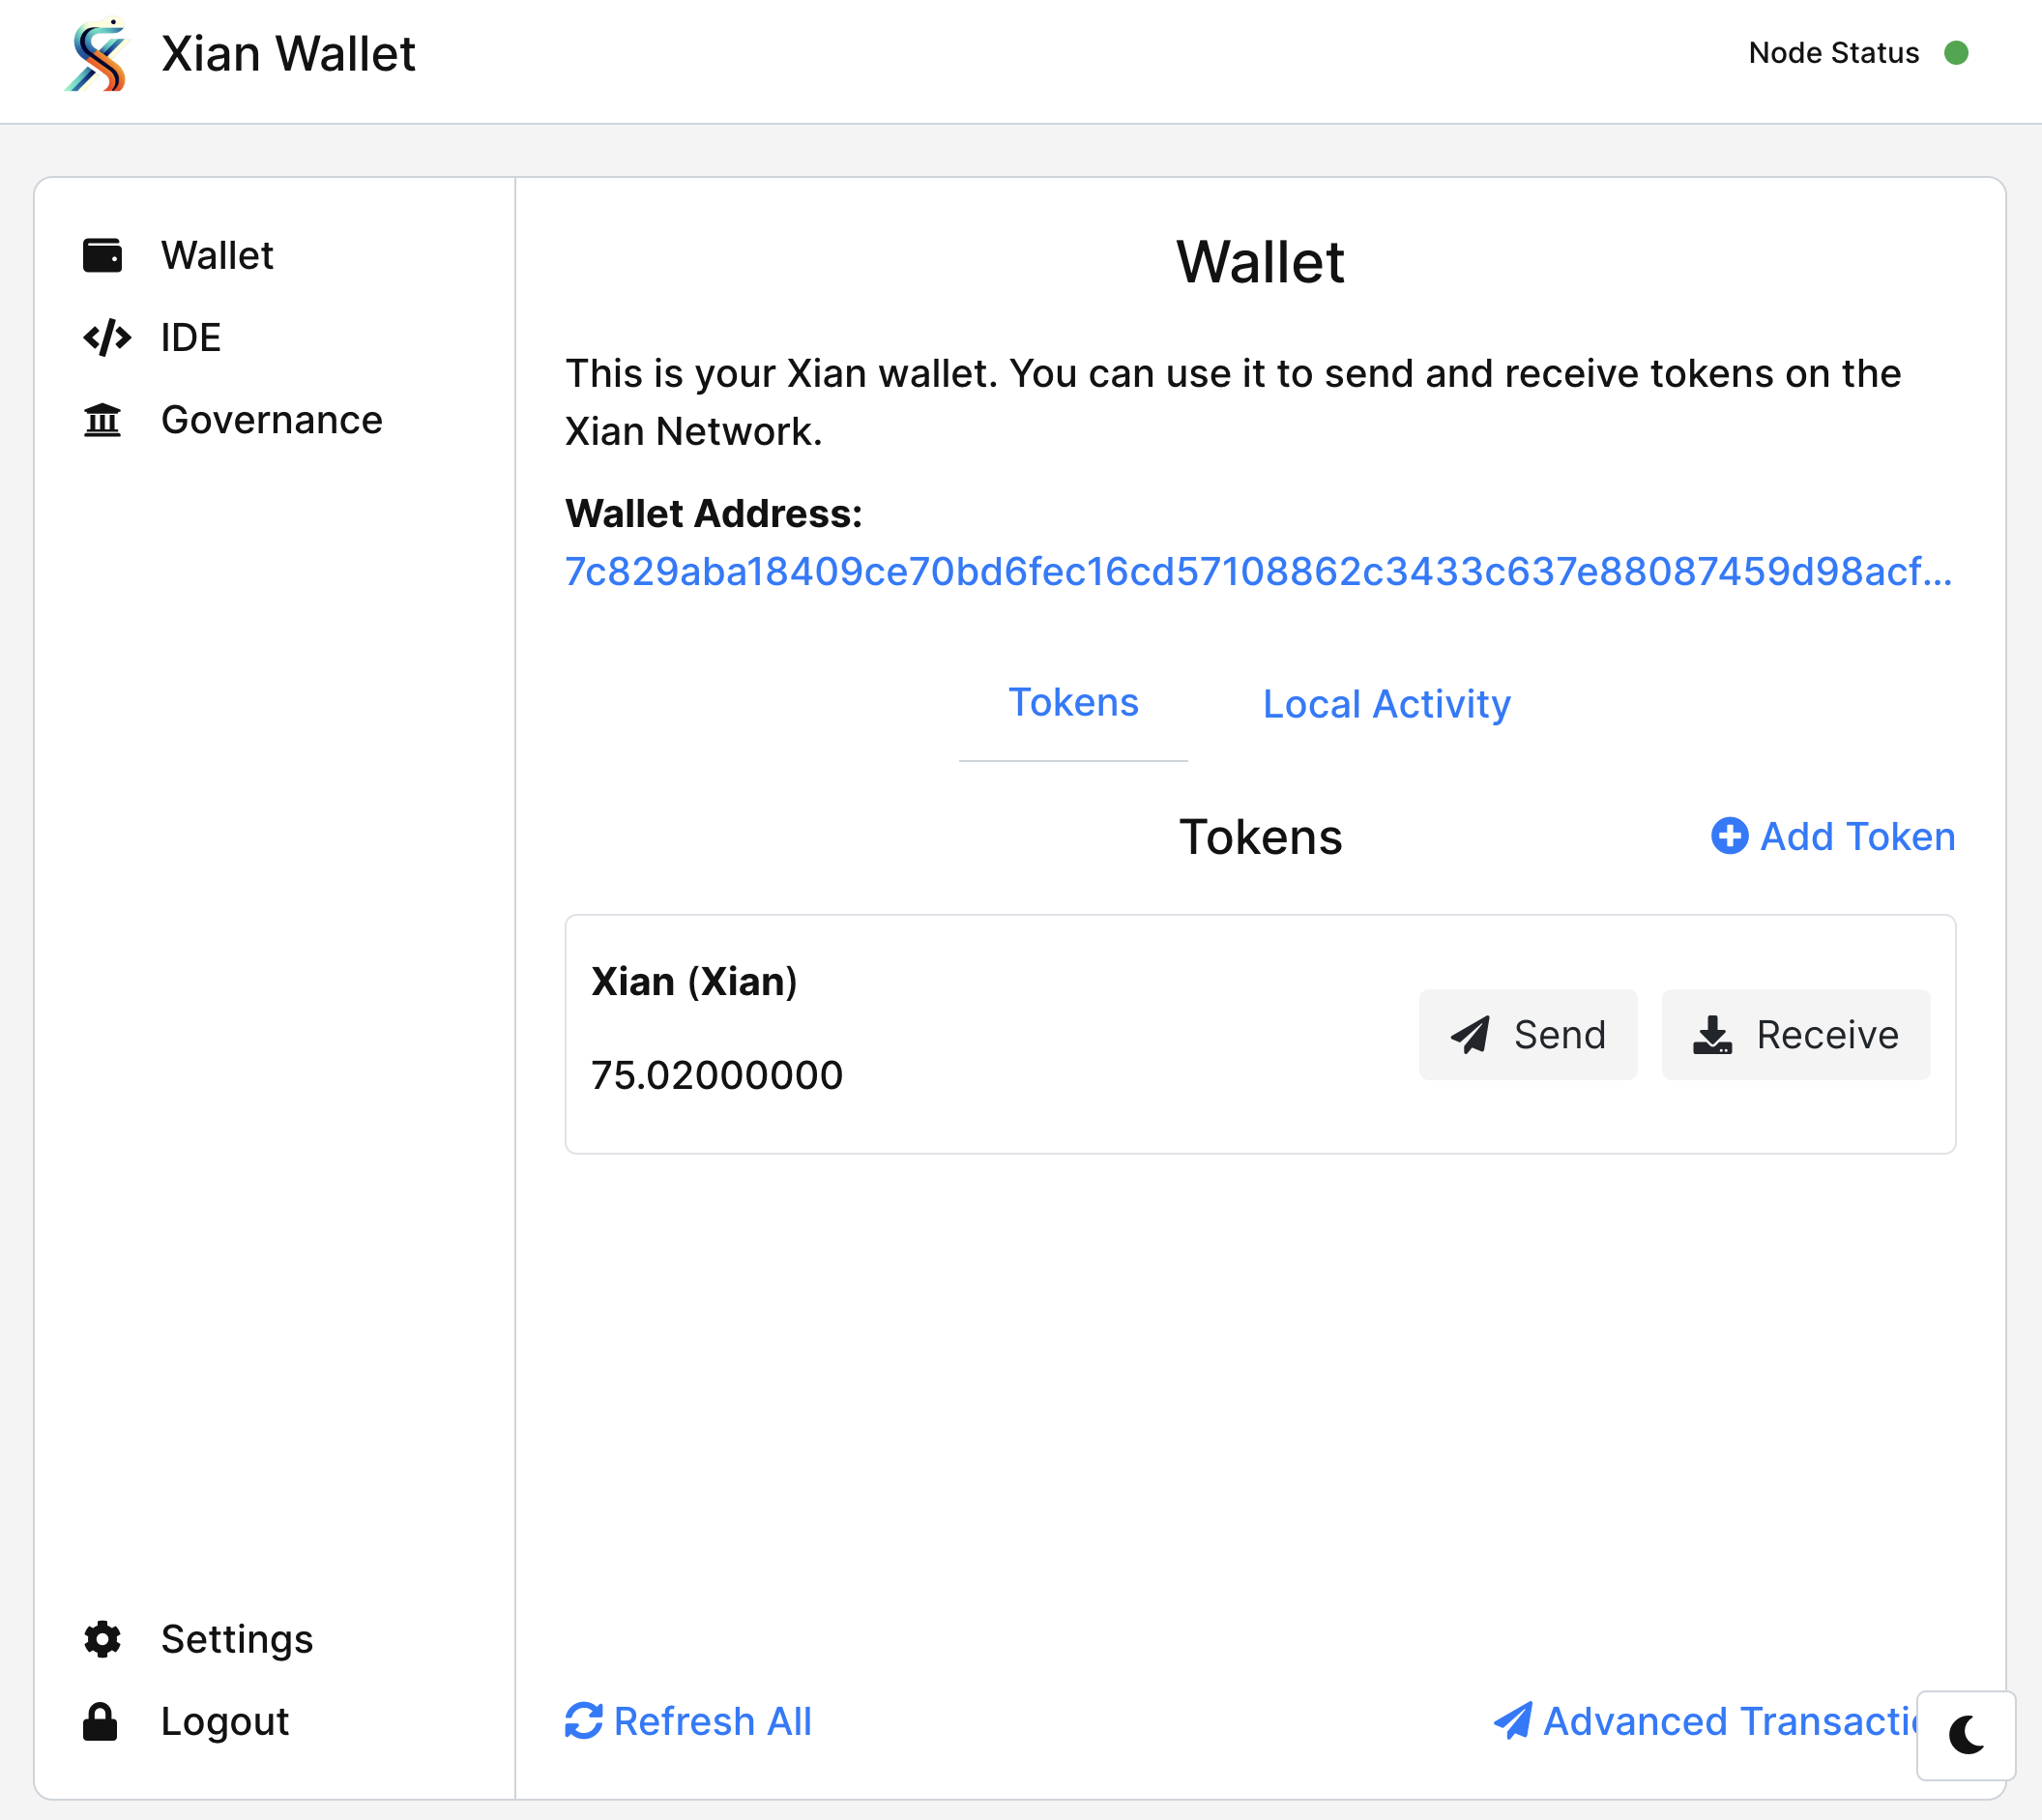 Xian Wallet
Node Status
Wallet
IDE
Governance
Settings
Logout
Wallet
This is your Xian wallet. You can use it to send and receive tokens on the
Xian Network.
Wallet Address:
7c829aba18409ce70bd6fec16cd57108862c3433c637e88087459d98acf...
Tokens
Local Activity
Tokens
Add Token
Xian (Xian)
75.02000000
Send
Receive
Refresh All
Advanced Transactio